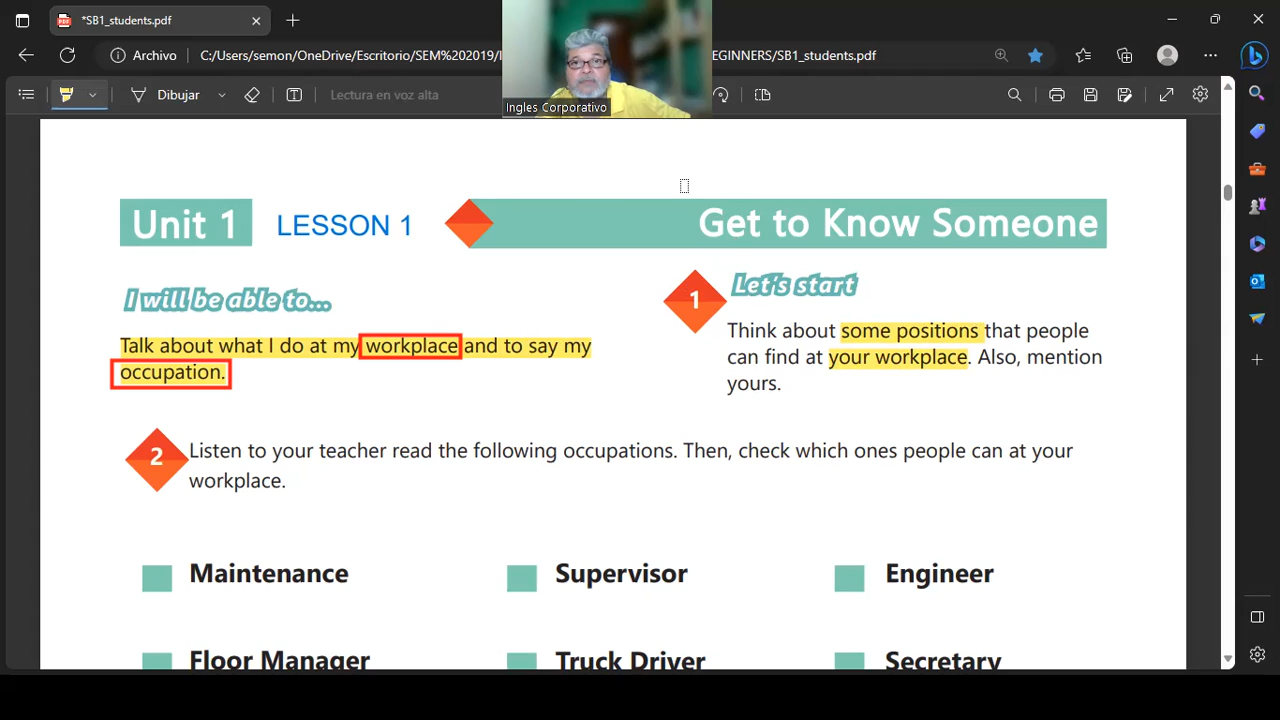 *SB1_students.pdf
Archivo
C:/Users/semon/OneDrive/Escritorio/SEM%202019/I
EGINNERS/SB1_students.pdf
Dibujar
Lectura en voz alta
Ingles Corporativo
Unit 1
LESSON 1
Get to Know Someone
I will be able to...
Talk about what I do at my workplace and to say my
occupation.
1
Let's start
Think about some positions that people
can find at your workplace. Also, mention
yours.
2
Listen to your teacher read the following occupations. Then, check which ones people can at your
workplace.
Maintenance
Supervisor
Engineer
Floor Manager
Truck Driver
Secretary